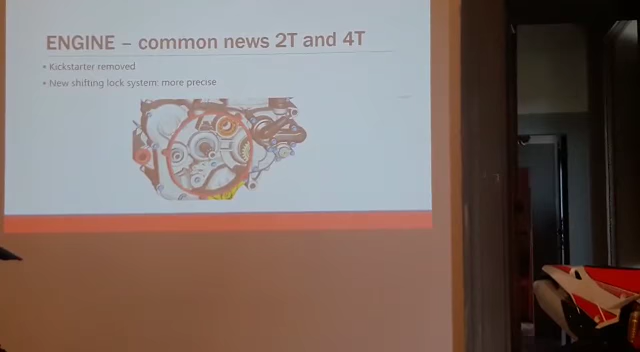 ENGINE – common news 2T and 4T
• Kickstarter removed
• New shifting lock system: more precise